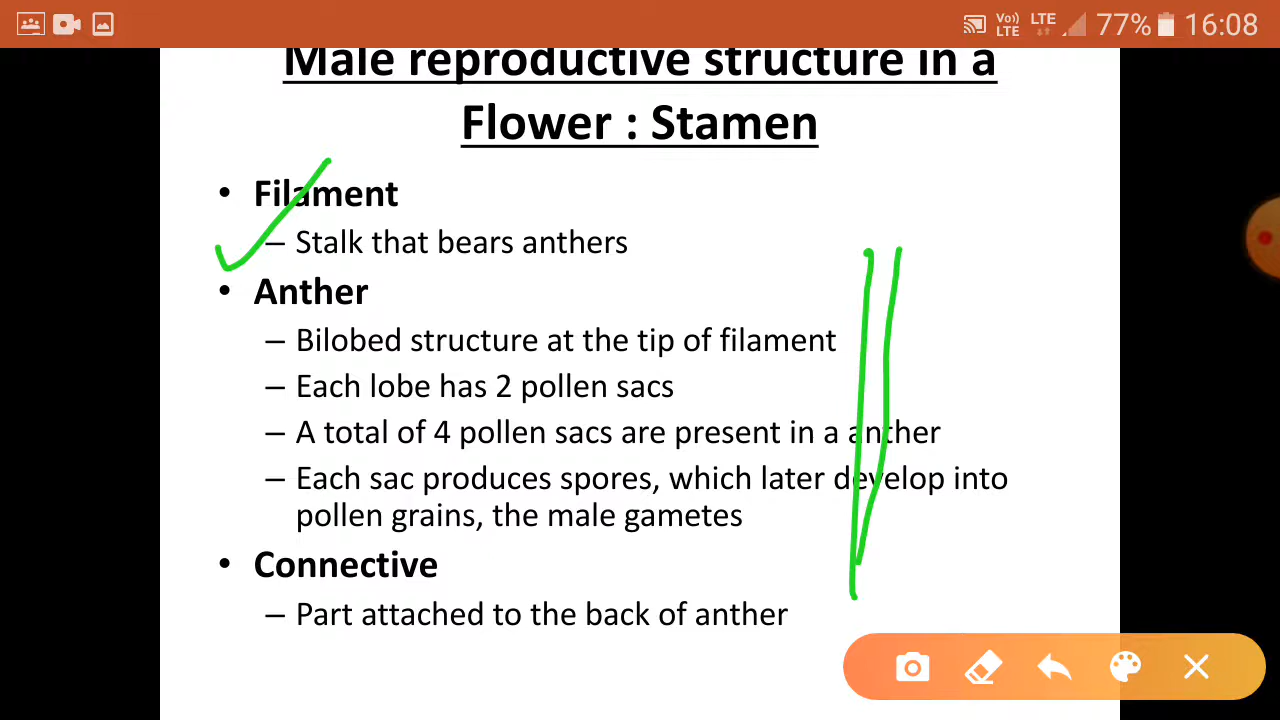 Vo))
LTE
LTE
77%
16:08
Male reproductive structure in a
Flower : Stamen
• Filament
– Stalk that bears anthers
• Anther
– Bilobed structure at the tip of filament
– Each lobe has 2 pollen sacs
– A total of 4 pollen sacs are present in a anther
– Each sac produces spores, which later develop into
pollen grains, the male gametes
• Connective
– Part attached to the back of anther